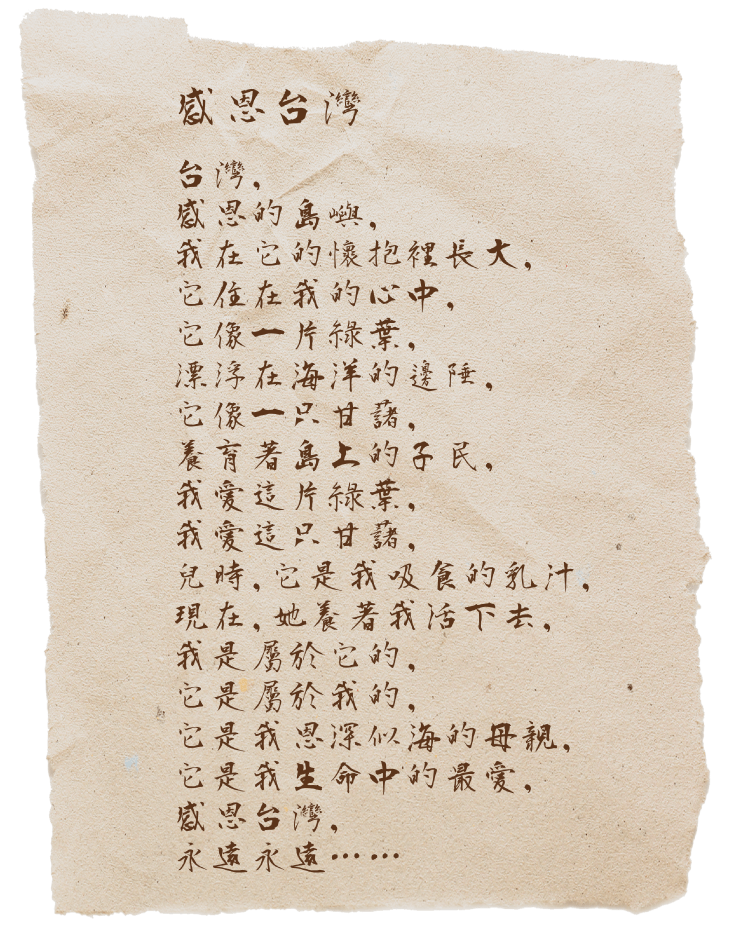 感恩台灣
台灣，
感恩的島嶼，
我在它的懷抱裡長大，
它住在我的心中，
它像一片綠葉，
漂浮在海洋的邊陲，
它像一只甘藷，
養育著島上的子民，
我愛這片綠葉，
我愛這只甘藷，
兒時，它是我吸食的乳汁，
現在，她養著我活下去，
我是屬於它的，
它是屬於我的，
它是我恩深似海的母親，
它是我生命中的最愛，
感恩台灣，
永遠永遠……